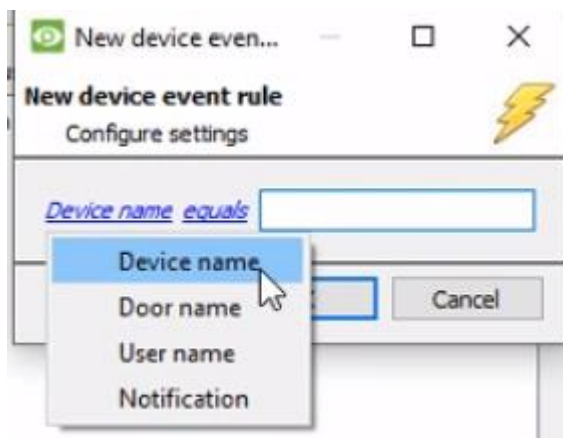 New device even...
New device event rule
Configure settings
Device name equals
Device name
Door name
User name
Notification
Cancel